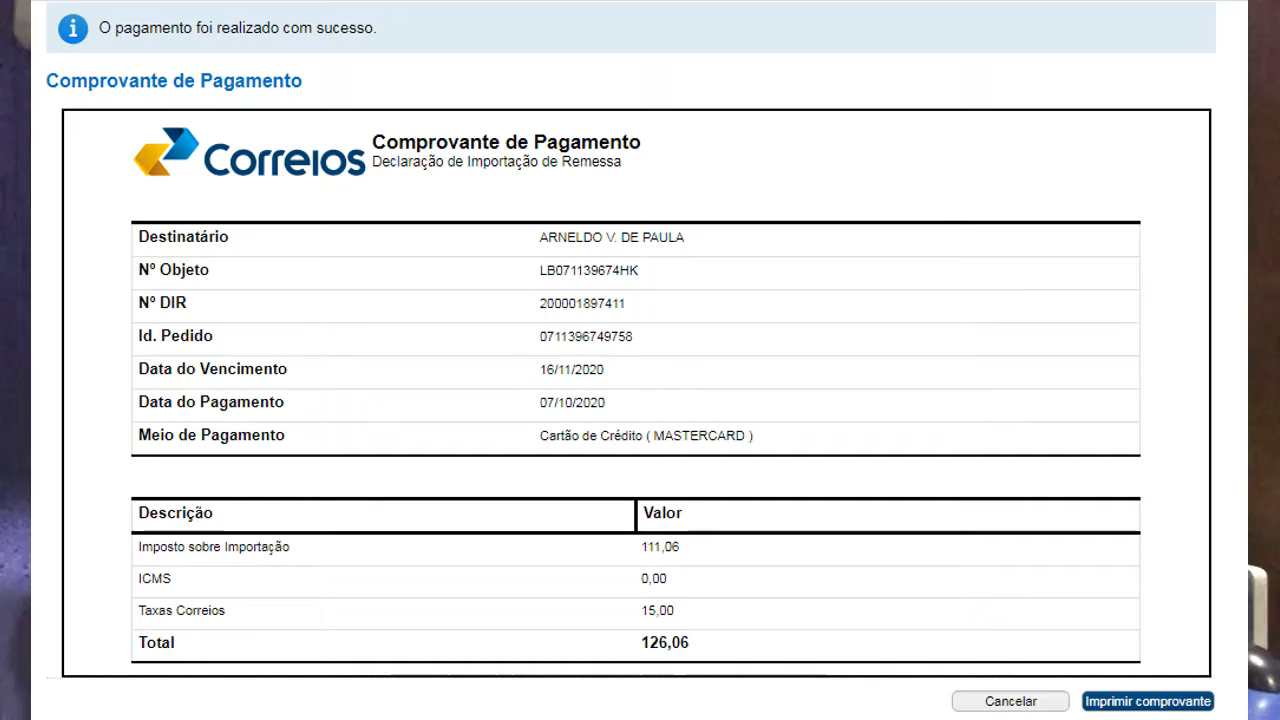 O pagamento foi realizado com sucesso.
Comprovante de Pagamento
Correios
Comprovante de Pagamento
Declaração de Importação de Remessa
Destinatário ARNELDO V. DE PAULA
Nº Objeto LB071139674HK
Nº DIR 200001897411
Id. Pedido 0711396749758
Data do Vencimento 16/11/2020
Data do Pagamento 07/10/2020
Meio de Pagamento Cartão de Crédito ( MASTERCARD )
Descrição Valor
Imposto sobre Importação 111,06
ICMS 0,00
Taxas Correios 15,00
Total 126,06
Cancelar Imprimir comprovante